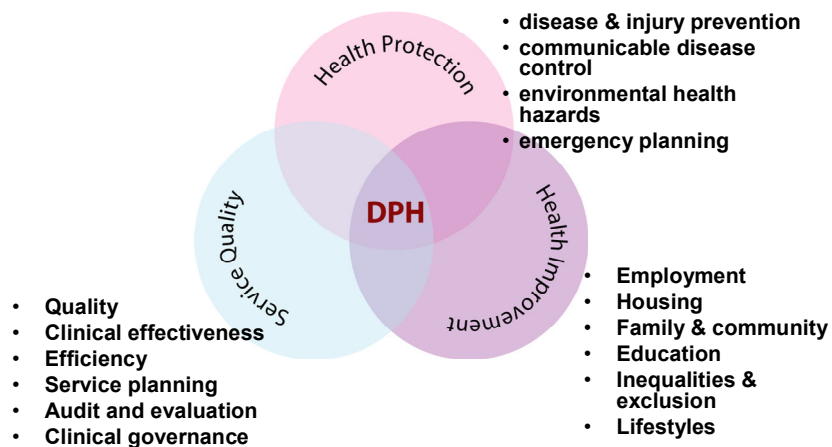 Health Protection
• disease & injury prevention
• communicable disease
control
• environmental health
hazards
• emergency planning
DPH
Service Quality
Health Improvement
• Quality
• Clinical effectiveness
• Efficiency
• Service planning
• Audit and evaluation
• Clinical governance
• Employment
• Housing
• Family & community
• Education
• Inequalities &
exclusion
• Lifestyles